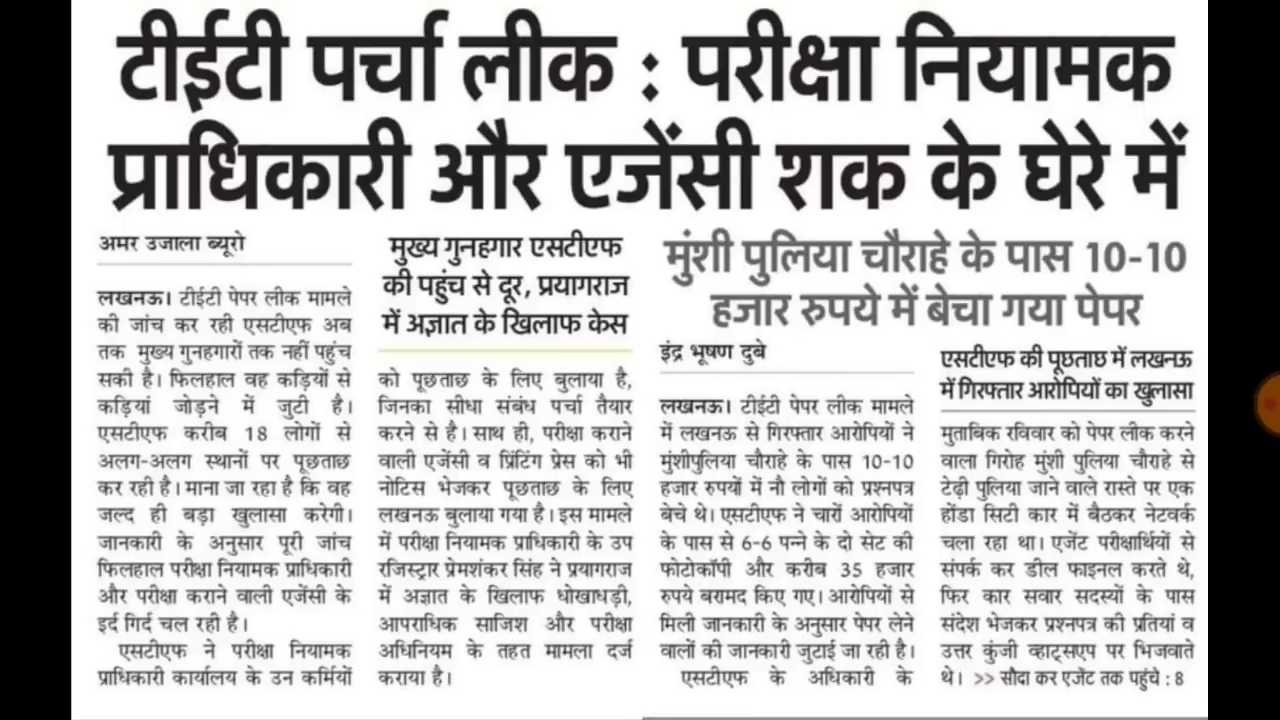 टीईटी पर्चा लीक : परीक्षा नियामक
प्राधिकारी और एजेंसी शक के घेरे में
अमर उजाला ब्यूरो
लखनऊ। टीईटी पेपर लीक मामले
की जांच कर रही एसटीएफ अब
तक मुख्य गुनहगारों तक नहीं पहुंच
सकी है। फिलहाल वह कड़ियों से
कड़ियां जोड़ने में जुटी है।
एसटीएफ करीब 18 लोगों से
अलग-अलग स्थानों पर पूछताछ
कर रही है। माना जा रहा है कि वह
जल्द ही बड़ा खुलासा करेगी।
जानकारी के अनुसार पूरी जांच
फिलहाल परीक्षा नियामक प्राधिकारी
और परीक्षा कराने वाली एजेंसी के
इर्द गिर्द चल रही है।
एसटीएफ ने परीक्षा नियामक
प्राधिकारी कार्यालय के उन कर्मियों
मुख्य गुनहगार एसटीएफ
की पहुंच से दूर, प्रयागराज
में अज्ञात के खिलाफ केस
को पूछताछ के लिए बुलाया है,
जिनका सीधा संबंध पर्चा तैयार
करने से है। साथ ही, परीक्षा कराने
वाली एजेंसी व प्रिंटिंग प्रेस को भी
नोटिस भेजकर पूछताछ के लिए
लखनऊ बुलाया गया है। इस मामले
में परीक्षा नियामक प्राधिकारी के उप
रजिस्ट्रार प्रेमशंकर सिंह ने प्रयागराज
में अज्ञात के खिलाफ धोखाधड़ी,
आपराधिक साजिश और परीक्षा
अधिनियम के तहत मामला दर्ज
कराया है।
मुंशी पुलिया चौराहे के पास 10-10
हजार रुपये में बेचा गया पेपर
इंद्र भूषण दुबे
लखनऊ। टीईटी पेपर लीक मामले
में लखनऊ से गिरफ्तार आरोपियों ने
मुंशीपुलिया चौराहे के पास 10-10
हजार रुपयों में नौ लोगों को प्रश्नपत्र
बेचे थे। एसटीएफ ने चारों आरोपियों
के पास से 6-6 पन्ने के दो सेट की
फोटोकॉपी और करीब 35 हजार
रुपये बरामद किए गए। आरोपियों से
मिली जानकारी के अनुसार पेपर लेने
वालों की जानकारी जुटाई जा रही है।
एसटीएफ के अधिकारी के
एसटीएफ की पूछताछ में लखनऊ
में गिरफ्तार आरोपियों का खुलासा
मुताबिक रविवार को पेपर लीक करने
वाला गिरोह मुंशी पुलिया चौराहे से
टेढ़ी पुलिया जाने वाले रास्ते पर एक
होंडा सिटी कार में बैठकर नेटवर्क
चला रहा था। एजेंट परीक्षार्थियों से
संपर्क कर डील फाइनल करते थे,
फिर कार सवार सदस्यों के पास
संदेश भेजकर प्रश्नपत्र की प्रतियां व
उत्तर कुंजी व्हाट्सएप पर भिजवाते
थे। >> सौदा कर एजेंट तक पहुंचे : 8